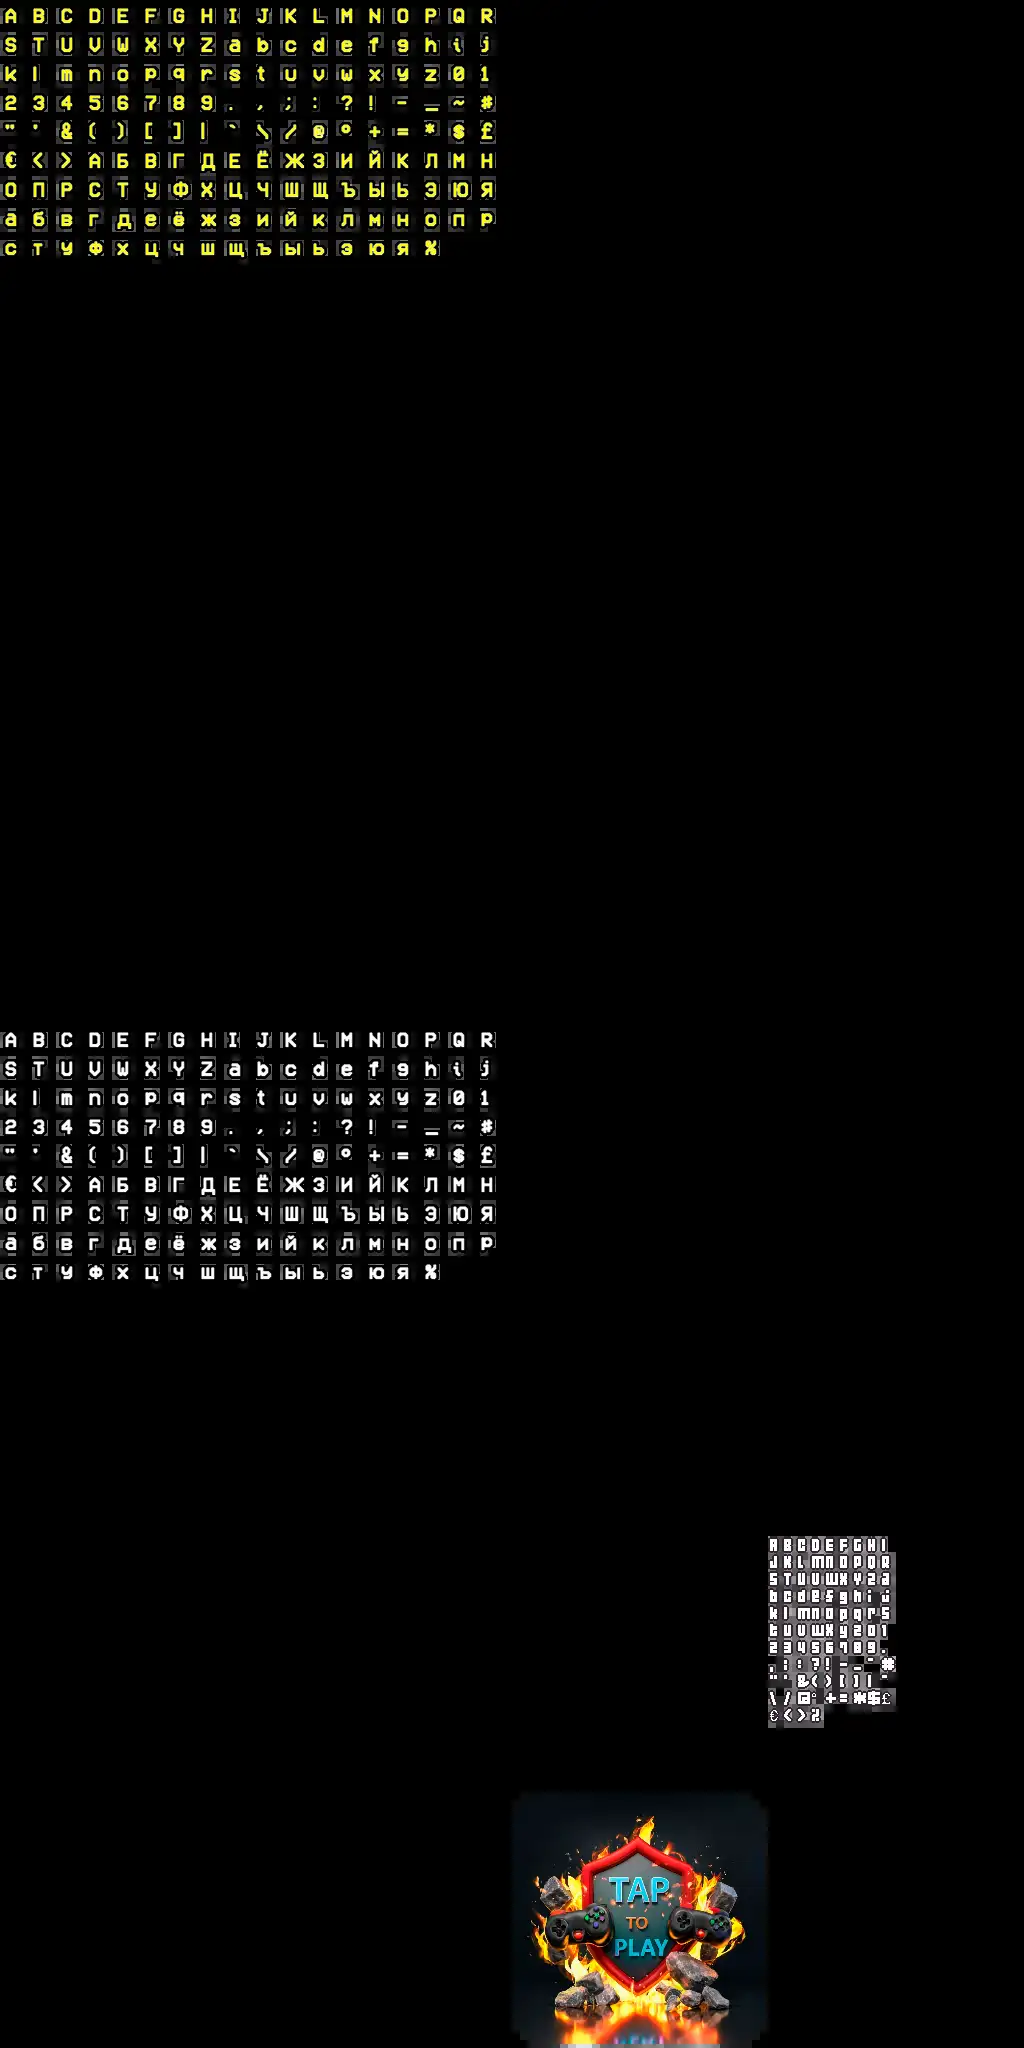 A B C D E F G H I J K L M N O P Q R
S T U V W X Y Z a b c d e f g h i j
k l m n o p q r s t u v w x y z 0 1
2 3 4 5 6 7 8 9 . , ; : ? ! - _ ~ #
" ' & ( ) [ ] | ` \ / @ ° + = * $ £
€ < > А Б В Г Д Е Ё Ж З И Й К Л М Н
О П Р С Т У Ф Х Ц Ч Ш Щ Ъ Ы Ь Э Ю Я
а б в г д е ё ж з и й к л м н о п р
с т у ф х ц ч ш щ ъ ы ь э ю я %
A B C D E F G H I J K L M N O P Q R
S T U V W X Y Z a b c d e f g h i j
k l m n o p q r s t u v w x y z 0 1
2 3 4 5 6 7 8 9 . , ; : ? ! - _ ~ #
" ' & ( ) [ ] | ` \ / @ ° + = * $ £
€ < > А Б В Г Д Е Ё Ж З И Й К Л М Н
О П Р С Т У Ф Х Ц Ч Ш Щ Ъ Ы Ь Э Ю Я
а б в г д е ё ж з и й к л м н о п р
с т у ф х ц ч ш щ ъ ы ь э ю я %
A B C D E F G H I
J K L M N O P Q R
S T U V W X Y Z a
b c d e f g h i j
k l m n o p q r s
t u v w x y z 0 1
2 3 4 5 6 7 8 9 .
, ; : ? ! - _ ~ #
" ' & ( ) [ ] | `
\ / @ ° + = * $ £
€ < > %
TAP
TO
PLAY